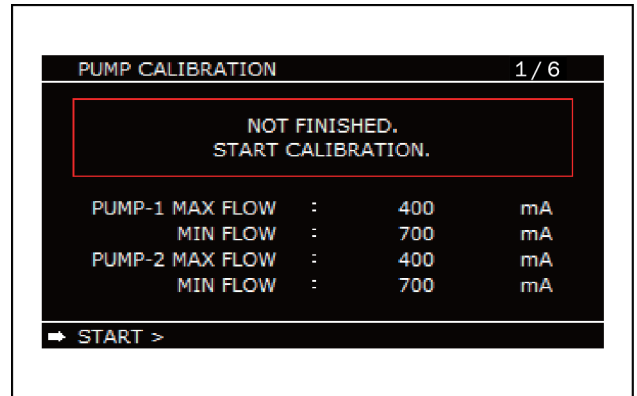 PUMP CALIBRATION 1/6
NOT FINISHED.
START CALIBRATION.
PUMP-1 MAX FLOW : 400 mA
MIN FLOW : 700 mA
PUMP-2 MAX FLOW : 400 mA
MIN FLOW : 700 mA
➡ START >